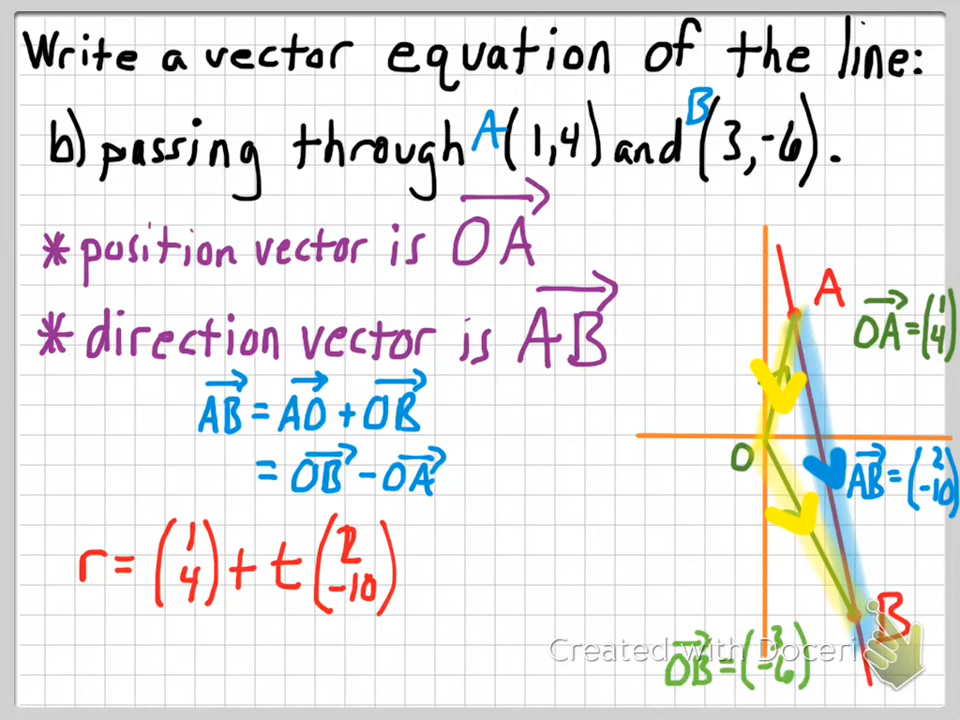 Write a vector equation of the line:
b) passing through A(1,4) and B(3,-6).
* position vector is OA
* direction vector is AB
AB = AO + OB
= OB - OA
r = (1 4) + t (2 -10)
A
OA = (1 4)
O
AB = (2 -10)
B
OB = (3 -6)
Created with Doceri